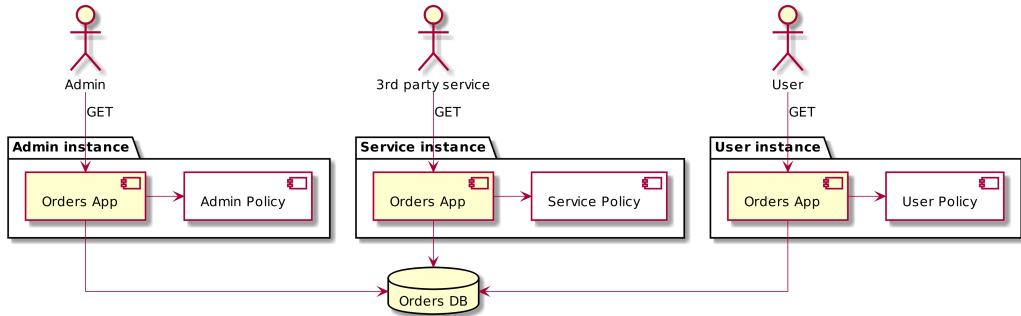 Admin
3rd party service
User
GET
GET
GET
Admin instance
Service instance
User instance
Orders App
Admin Policy
Orders App
Service Policy
Orders App
User Policy
Orders DB